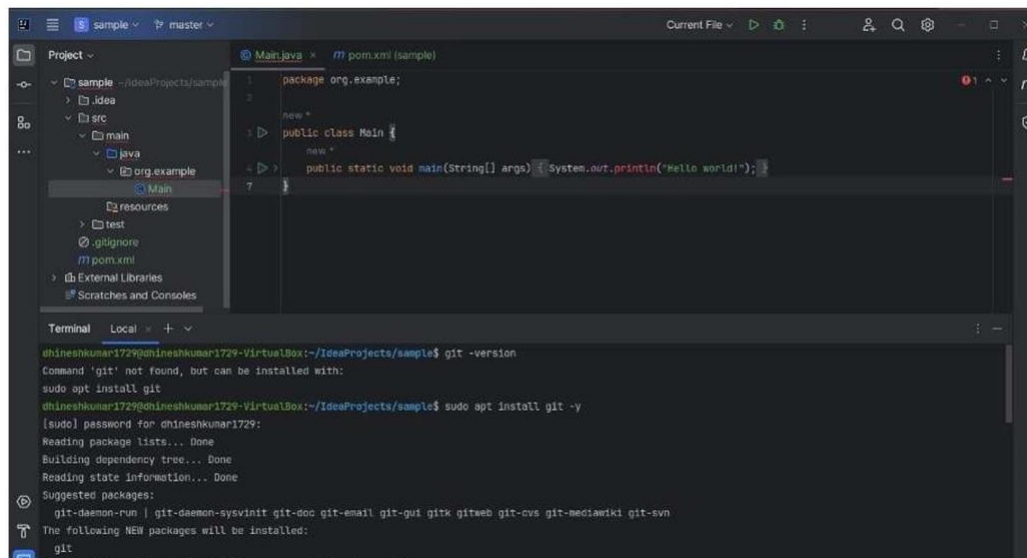 S sample master Current File
Project
Main.java × m pom.xml (sample)
sample ~/IdeaProjects/sample
.idea
src
main
java
org.example
Main
resources
test
.gitignore
m pom.xml
External Libraries
Scratches and Consoles
1 package org.example; 1
2
new *
3 public class Main {
new *
4 public static void main(String[] args) { System.out.println("Hello world!"); }
7 }
Terminal Local × +
dhineshkumar1729@dhineshkumar1729-VirtualBox:~/IdeaProjects/sample$ git -version
Command 'git' not found, but can be installed with:
sudo apt install git
dhineshkumar1729@dhineshkumar1729-VirtualBox:~/IdeaProjects/sample$ sudo apt install git -y
[sudo] password for dhineshkumar1729:
Reading package lists... Done
Building dependency tree... Done
Reading state information... Done
Suggested packages:
git-daemon-run | git-daemon-sysvinit git-doc git-email git-gui gitk gitweb git-cvs git-mediawiki git-svn
The following NEW packages will be installed:
git